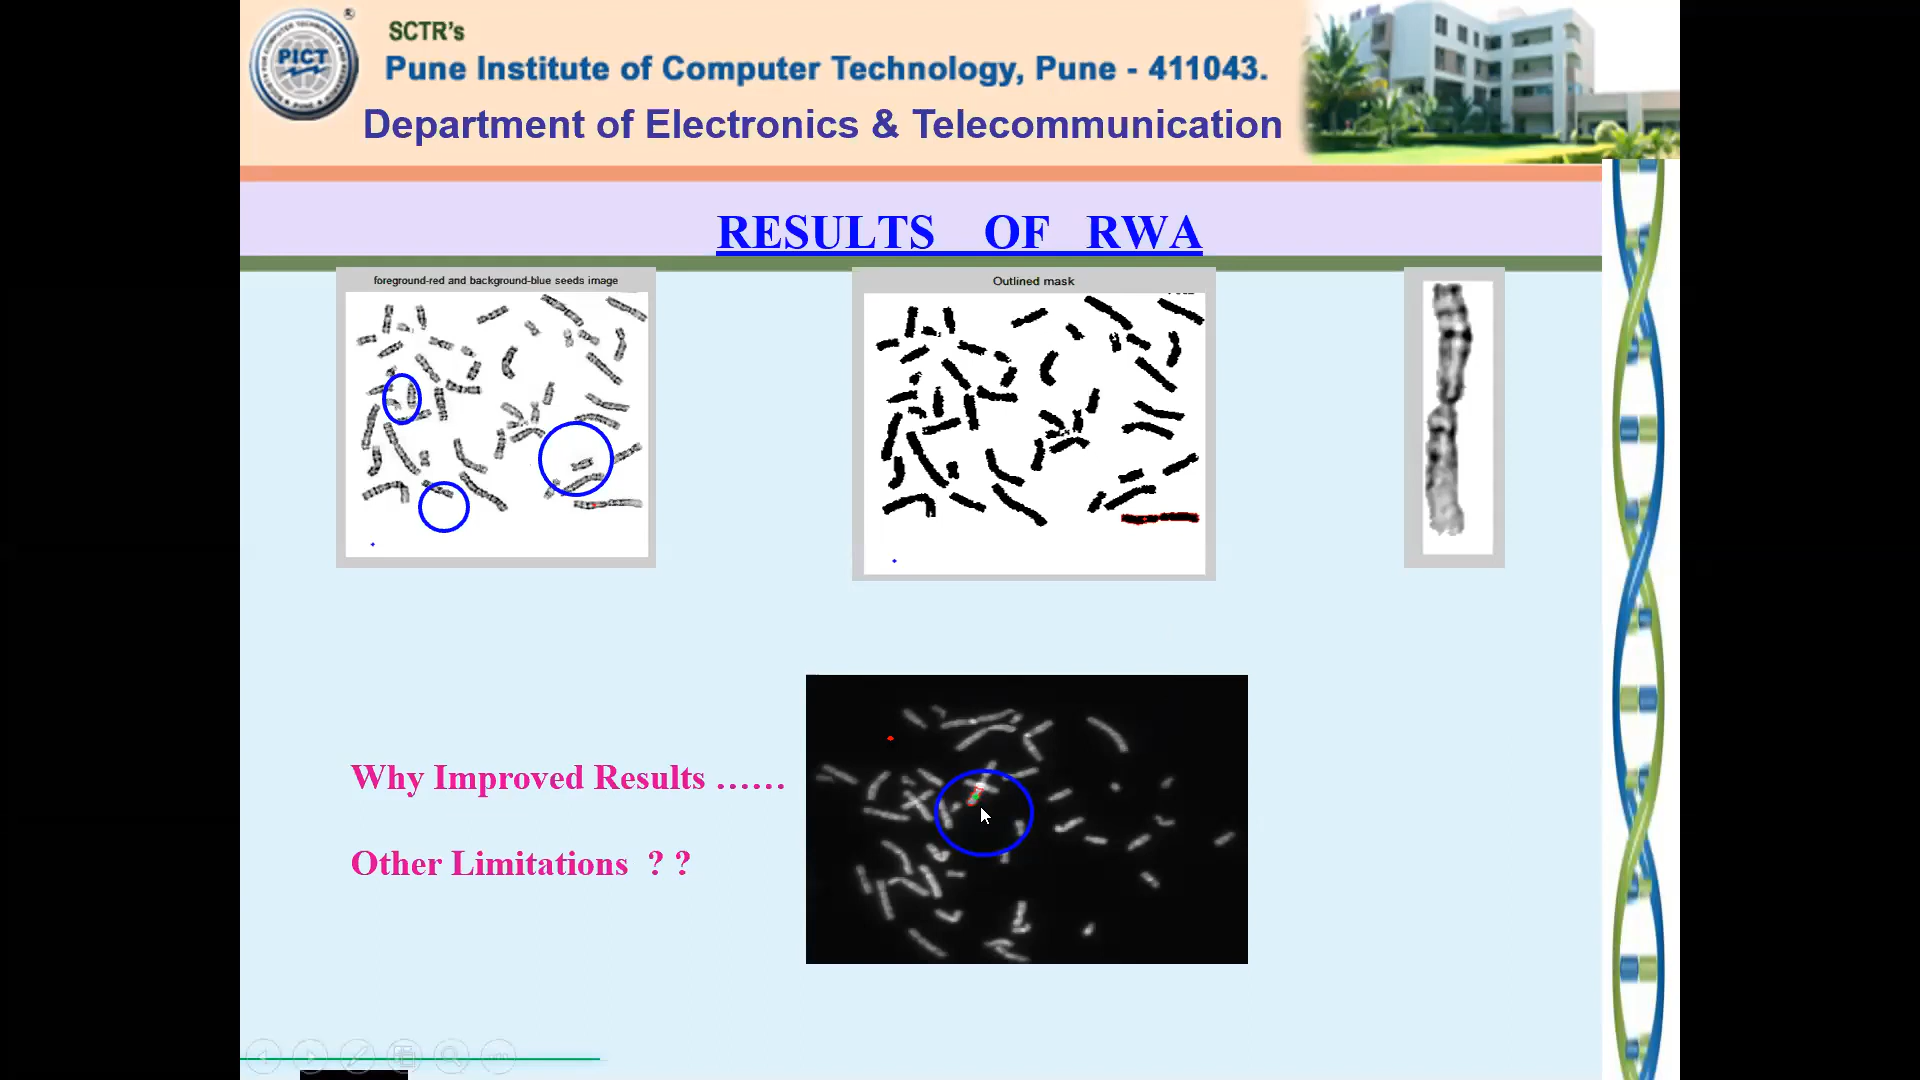 ®
PICT
SCTR's
Pune Institute of Computer Technology, Pune - 411043.
Department of Electronics & Telecommunication
RESULTS OF RWA
foreground-red and background-blue seeds image
Outlined mask
Why Improved Results ......
Other Limitations ? ?